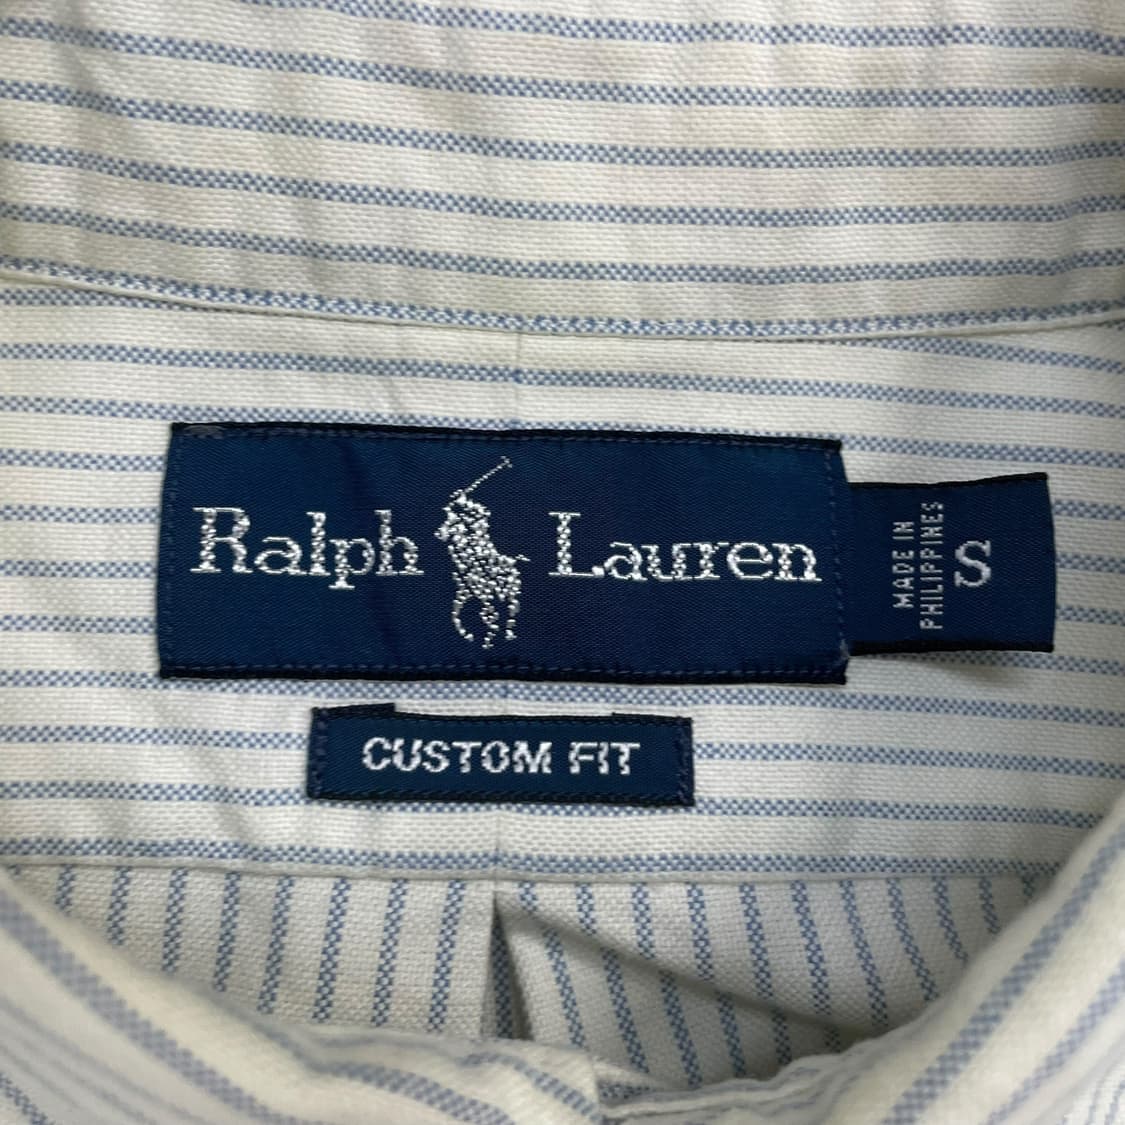 Ralph Lauren
MADE IN
PHILIPPINES
S
CUSTOM FIT